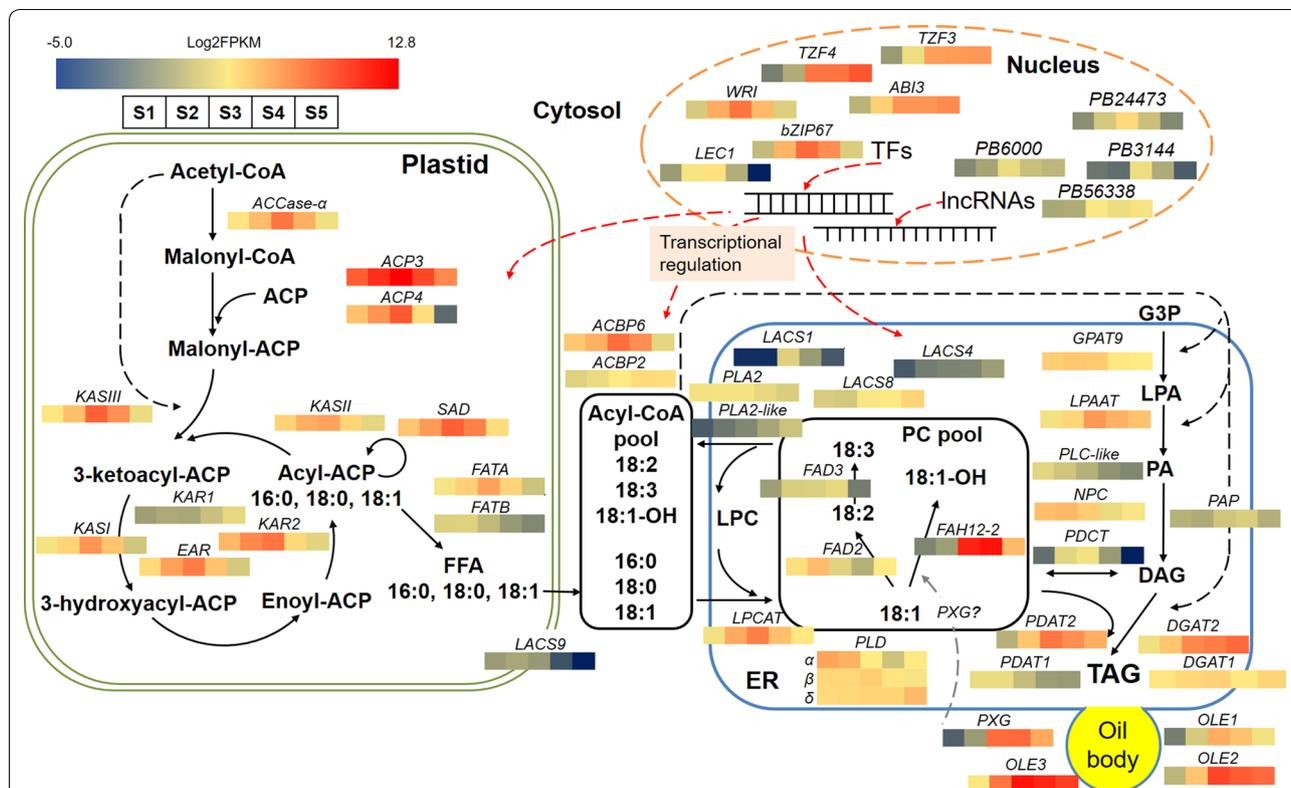 -5.0 Log2FPKM 12.8
S1 S2 S3 S4 S5
Plastid
Acetyl-CoA
ACCase-α
Malonyl-CoA
ACP
Malonyl-ACP
ACP3
ACP4
KASIII
KASII
SAD
3-ketoacyl-ACP
Acyl-ACP
16:0, 18:0, 18:1
KAR1
KASI
KAR2
EAR
FATA
FATB
FFA
16:0, 18:0, 18:1
3-hydroxyacyl-ACP
Enoyl-ACP
LACS9
Cytosol
Nucleus
TZF3
TZF4
WRI
ABI3
bZIP67
LEC1
TFs
PB24473
PB6000
PB3144
PB56338
lncRNAs
Transcriptional
regulation
ACBP6
ACBP2
Acyl-CoA
pool
18:2
18:3
18:1-OH
16:0
18:0
18:1
LACS1
LACS4
PLA2
LACS8
PLA2-like
LPC
PC pool
18:3
18:1-OH
FAD3
18:2
FAH12-2
FAD2
18:1
PXG?
LPCAT
PLD
α
β
δ
ER
G3P
GPAT9
LPA
LPAAT
PLC-like
PA
NPC
PAP
PDCT
DAG
PDAT2
DGAT2
PDAT1
TAG
DGAT1
PXG
Oil
body
OLE1
OLE3
OLE2